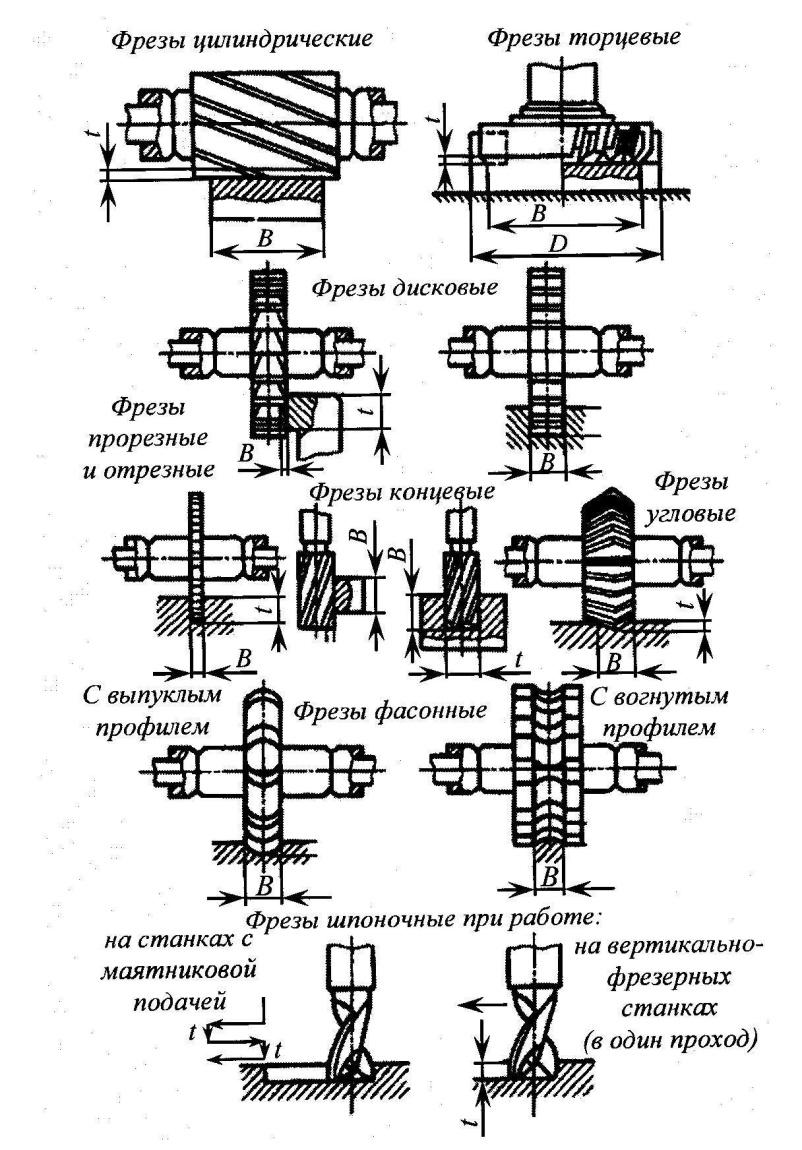 Фрезы цилиндрические
Фрезы торцевые
t
t
B
B
D
Фрезы дисковые
Фрезы
прорезные
и отрезные
t
B
B
Фрезы концевые
Фрезы
угловые
B
B
t
t
B
t
B
С выпуклым
профилем
Фрезы фасонные
С вогнутым
профилем
B
B
Фрезы шпоночные при работе:
на станках с
маятниковой
подачей
на вертикально-
фрезерных
станках
(в один проход)
t
t
t